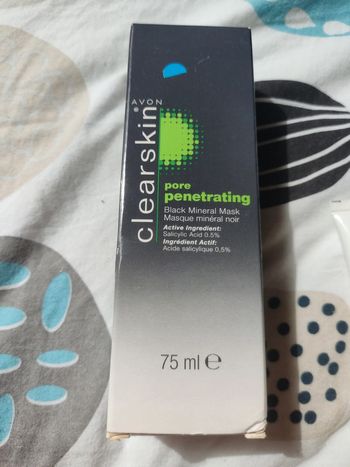 AVON
clearskin
pore
penetrating
Black Mineral Mask
Masque minéral noir
Active Ingredient:
Salicylic Acid 0.5%
Ingrédient Actif:
Acide salicylique 0,5%
75 ml ℮